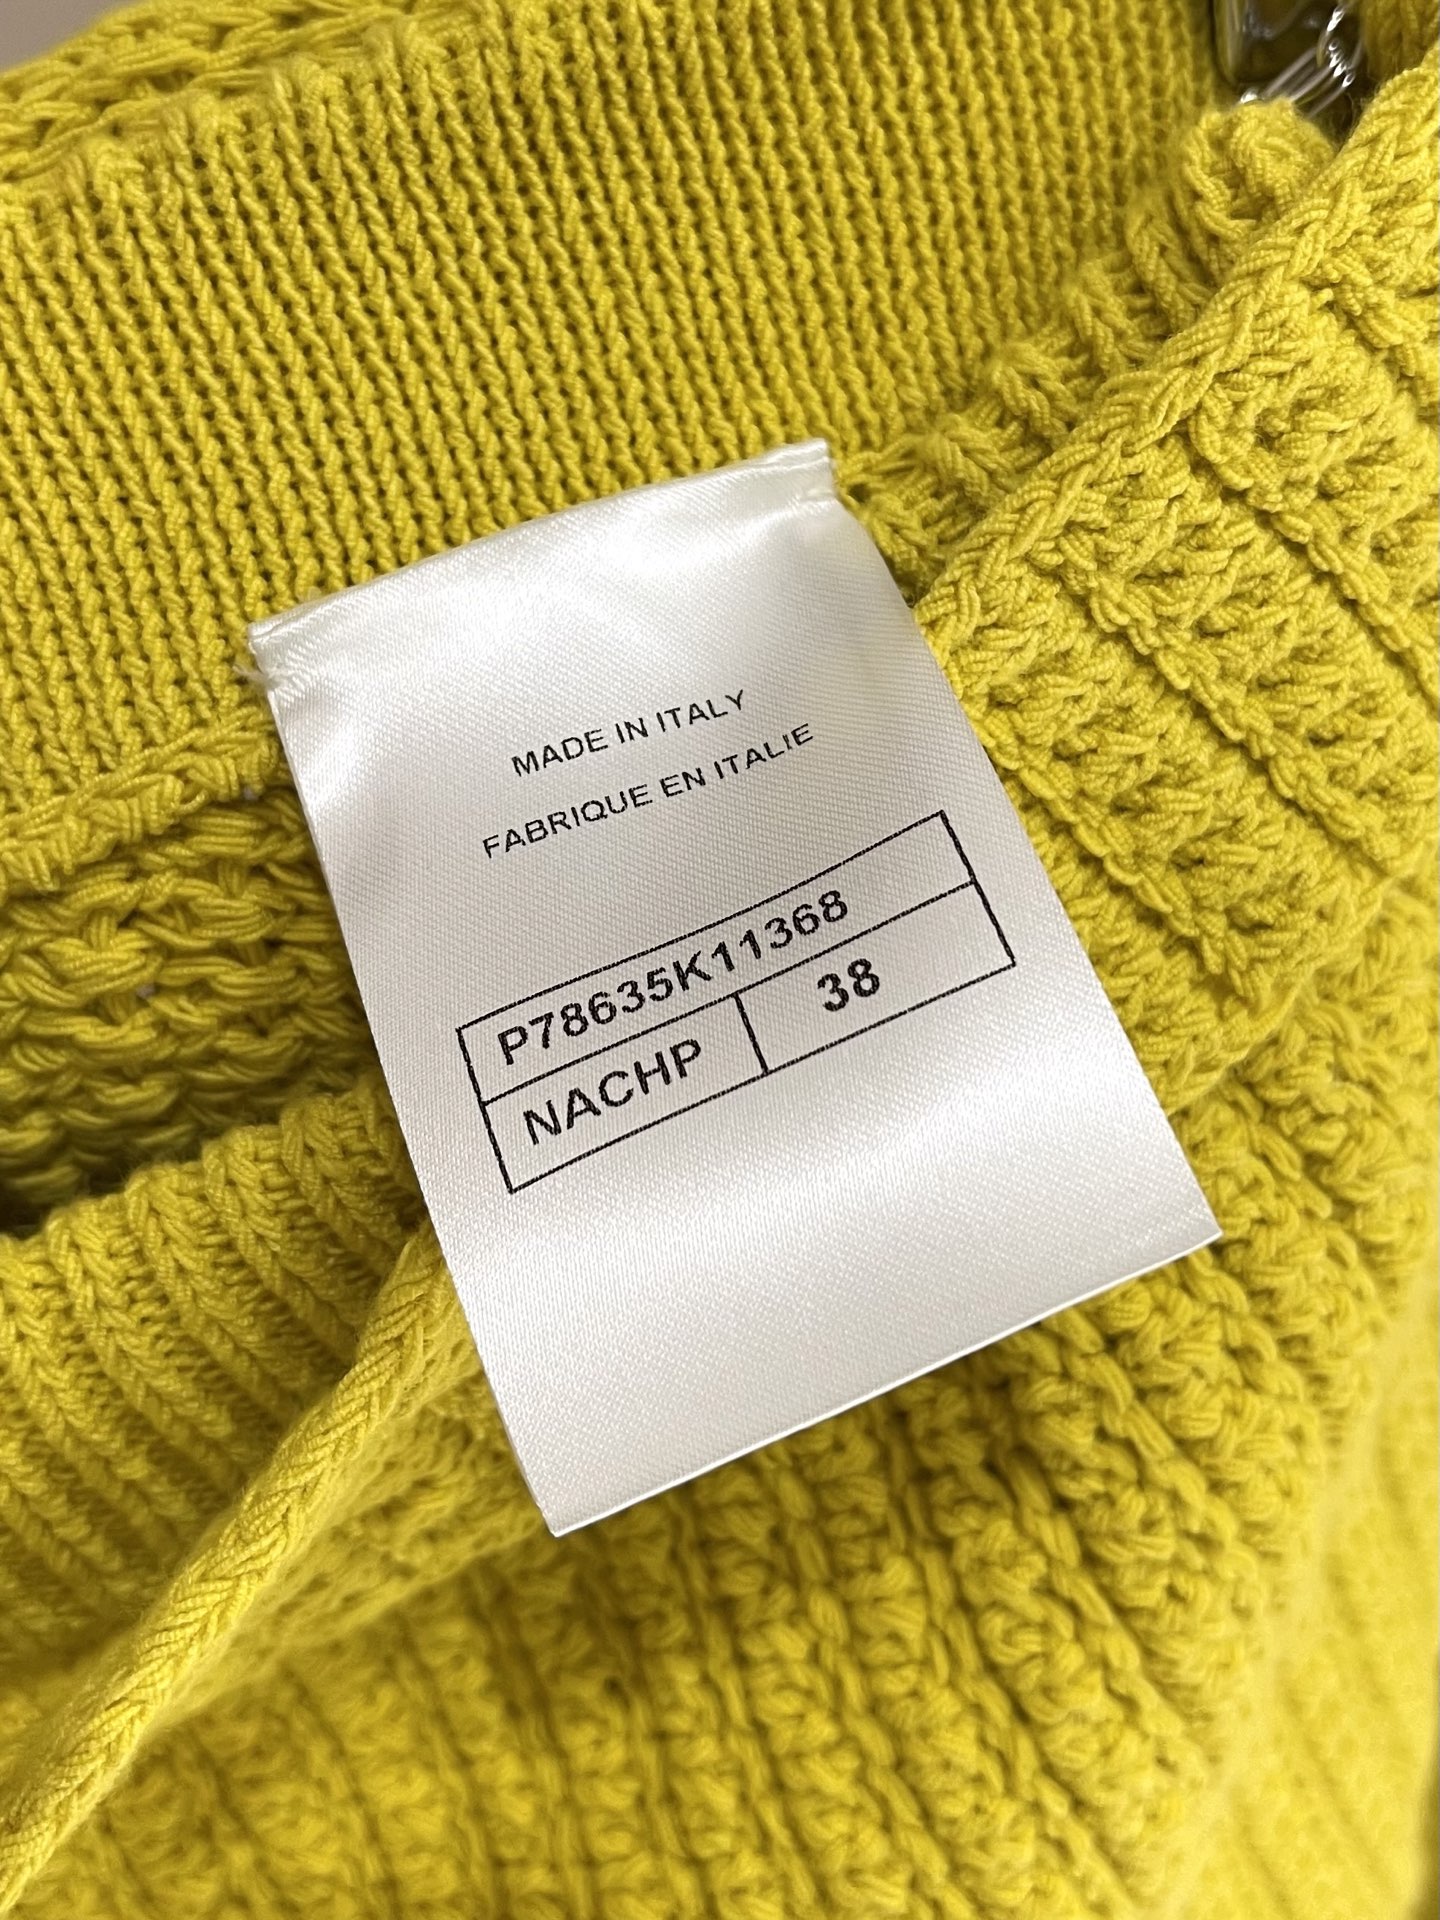 MADE IN ITALY
FABRIQUE EN ITALIE
P78635K11368
NACHP 38